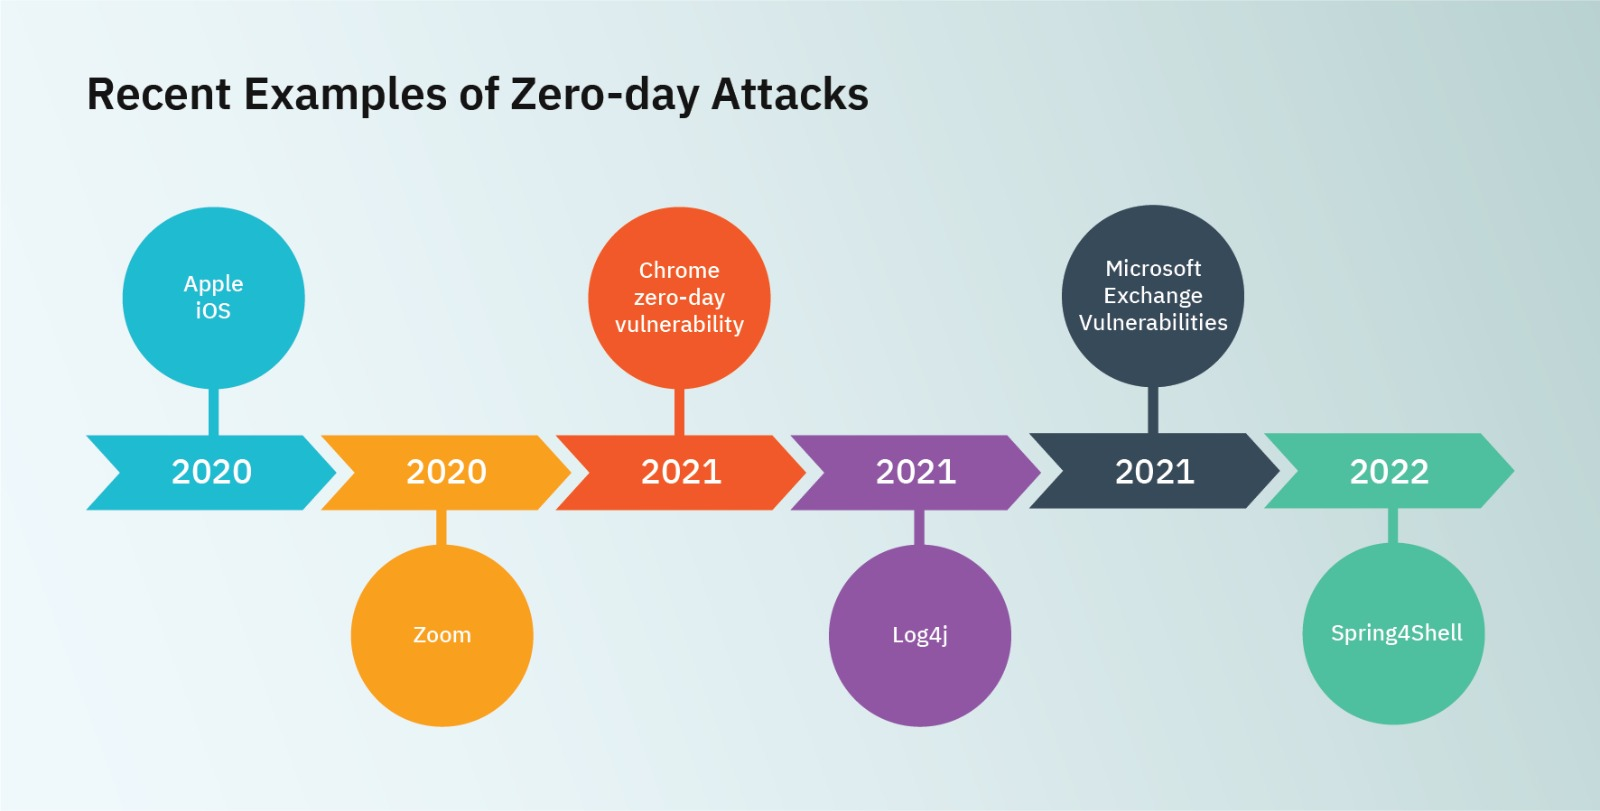 Recent Examples of Zero-day Attacks
Apple
iOS
Chrome
zero-day
vulnerability
Microsoft
Exchange
Vulnerabilities
2020
2020
2021
2021
2021
2022
Zoom
Log4j
Spring4Shell